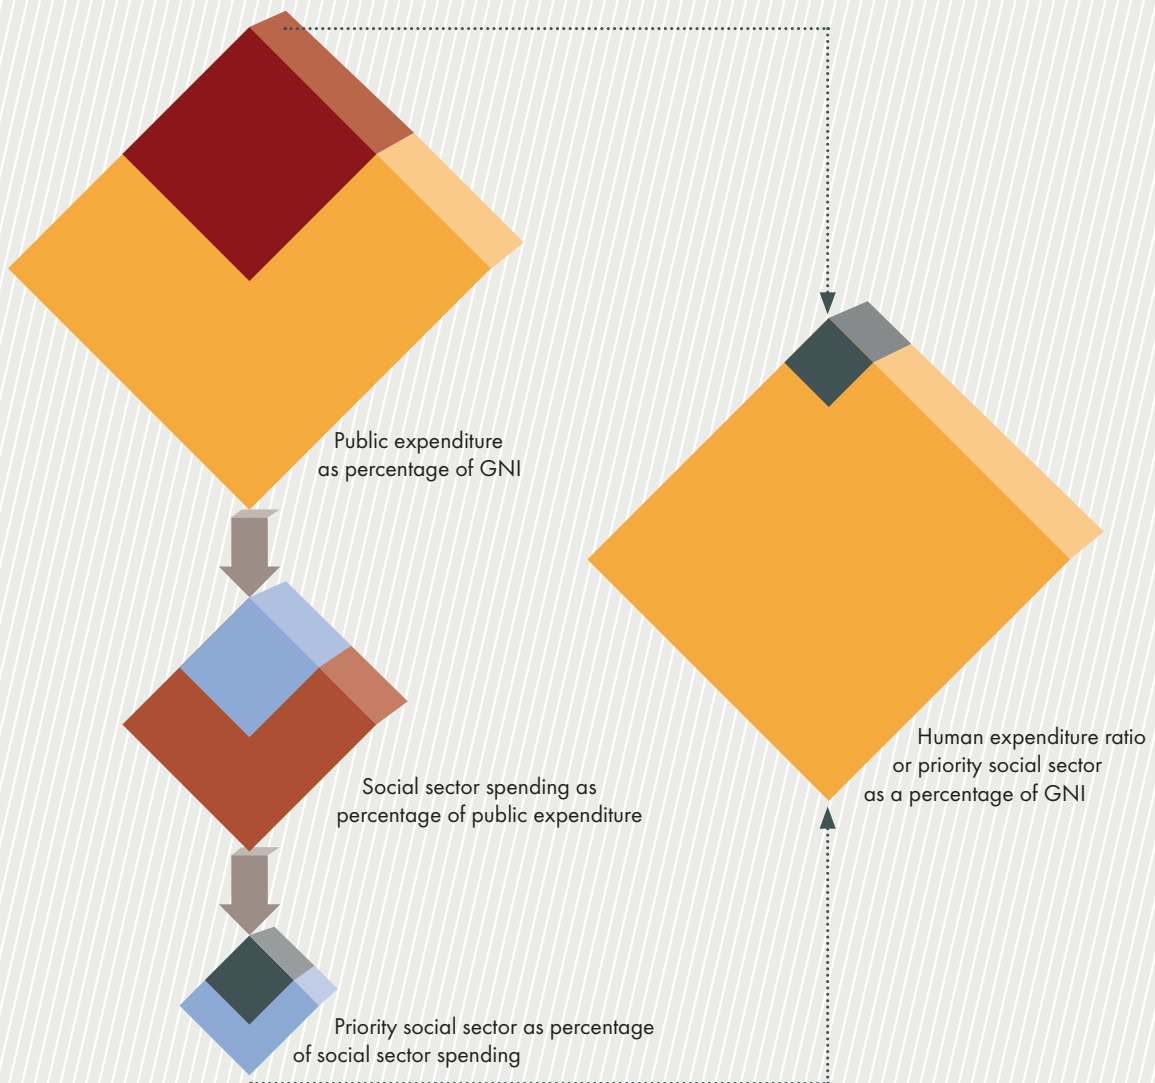 Public expenditure
as percentage of GNI
Social sector spending as
percentage of public expenditure
Priority social sector as percentage
of social sector spending
Human expenditure ratio
or priority social sector
as a percentage of GNI